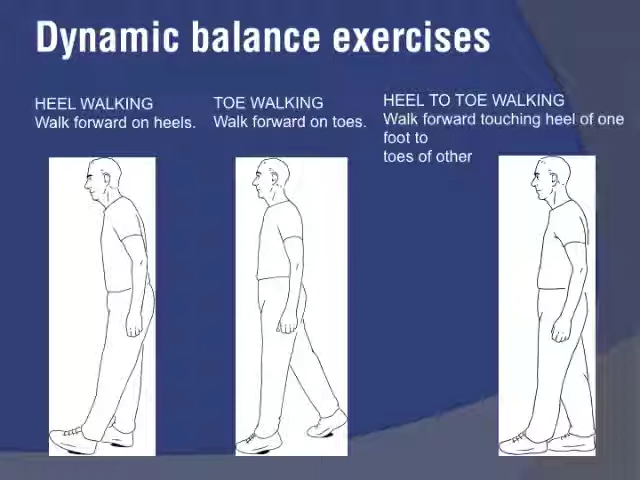 Dynamic balance exercises
HEEL WALKING
Walk forward on heels.
TOE WALKING
Walk forward on toes.
HEEL TO TOE WALKING
Walk forward touching heel of one
foot to
toes of other